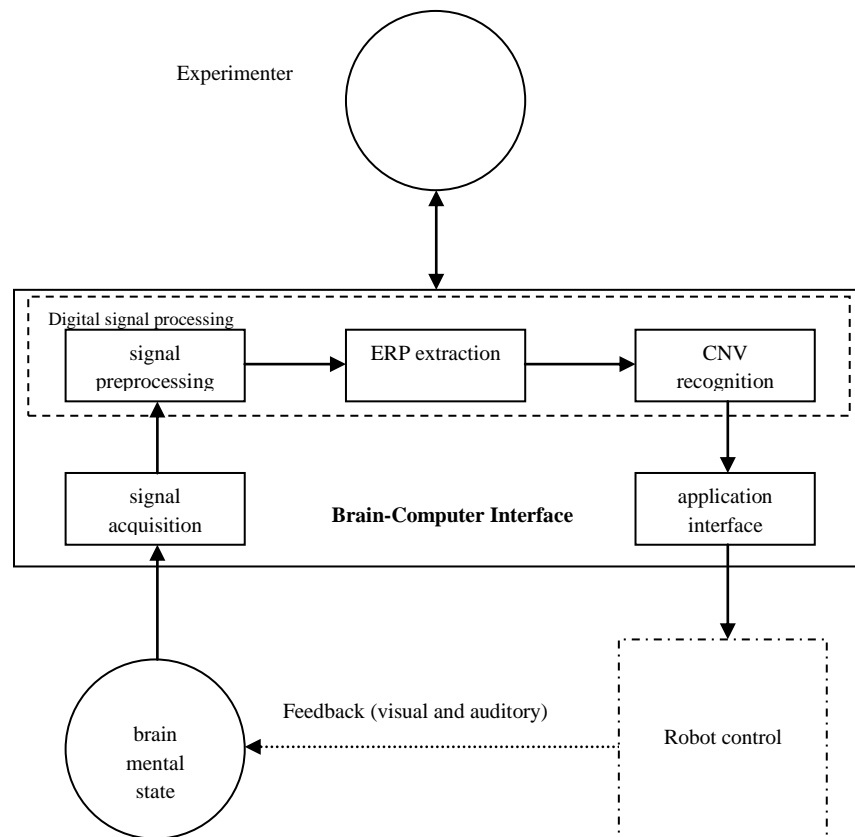 Experimenter
Digital signal processing
signal
preprocessing
ERP extraction
CNV
recognition
signal
acquisition
Brain-Computer Interface
application
interface
Feedback (visual and auditory)
brain
mental
state
Robot control